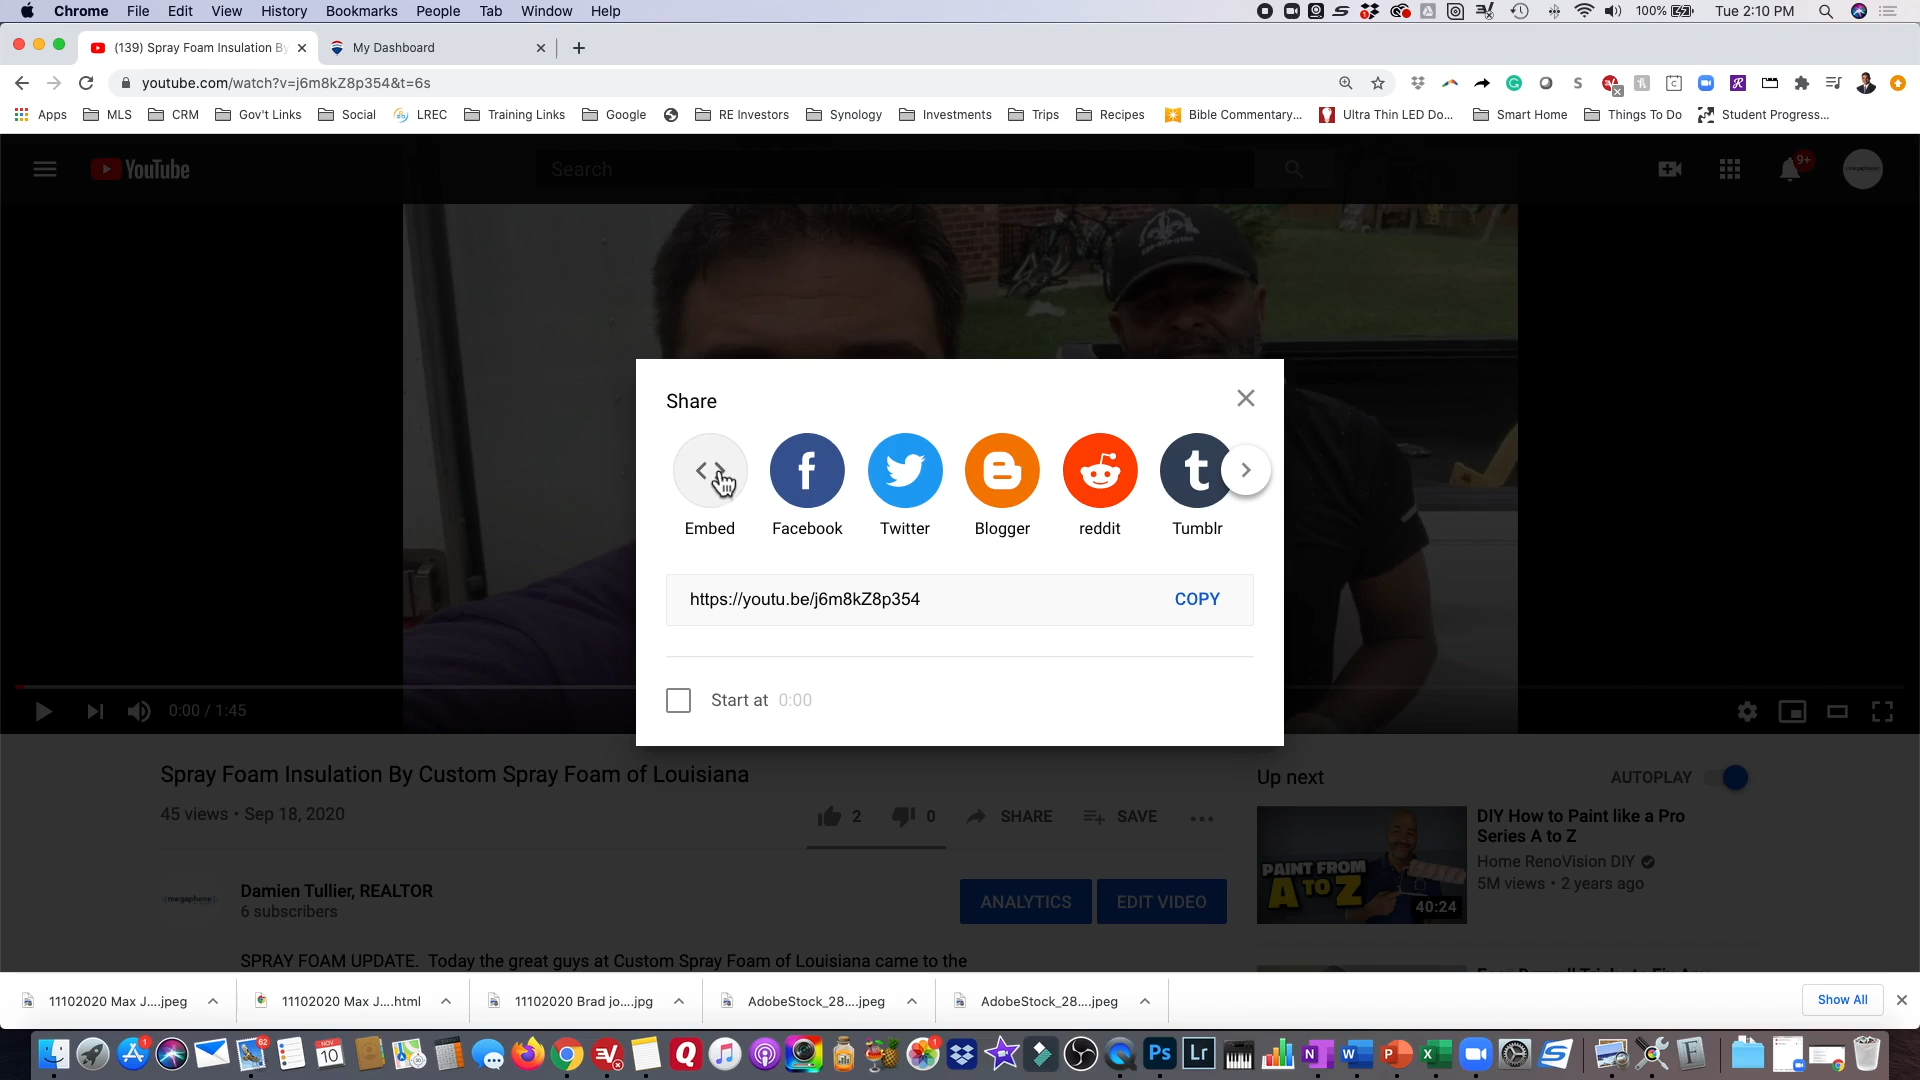 Chrome File Edit View History Bookmarks People Tab Window Help 100% Tue 2:10 PM
(139) Spray Foam Insulation By My Dashboard
youtube.com/watch?v=j6m8kZ8p354&t=6s
Apps MLS CRM Gov't Links Social LREC Training Links Google RE Investors Synology Investments Trips Recipes Bible Commentary... Ultra Thin LED Do... Smart Home Things To Do Student Progress...
YouTube Search 9+
Share
Embed Facebook Twitter Blogger reddit Tumblr
https://youtu.be/j6m8kZ8p354 COPY
Start at 0:00
0:00 / 1:45
Spray Foam Insulation By Custom Spray Foam of Louisiana
45 views • Sep 18, 2020
2 0 SHARE SAVE
Damien Tullier, REALTOR
6 subscribers
ANALYTICS EDIT VIDEO
SPRAY FOAM UPDATE. Today the great guys at Custom Spray Foam of Louisiana came to the
Up next AUTOPLAY
PAINT FROM
A TO Z
40:24
DIY How to Paint like a Pro
Series A to Z
Home RenoVision DIY
5M views • 2 years ago
11102020 Max J....jpeg 11102020 Max J....html 11102020 Brad jo....jpg AdobeStock_28....jpeg AdobeStock_28....jpeg Show All